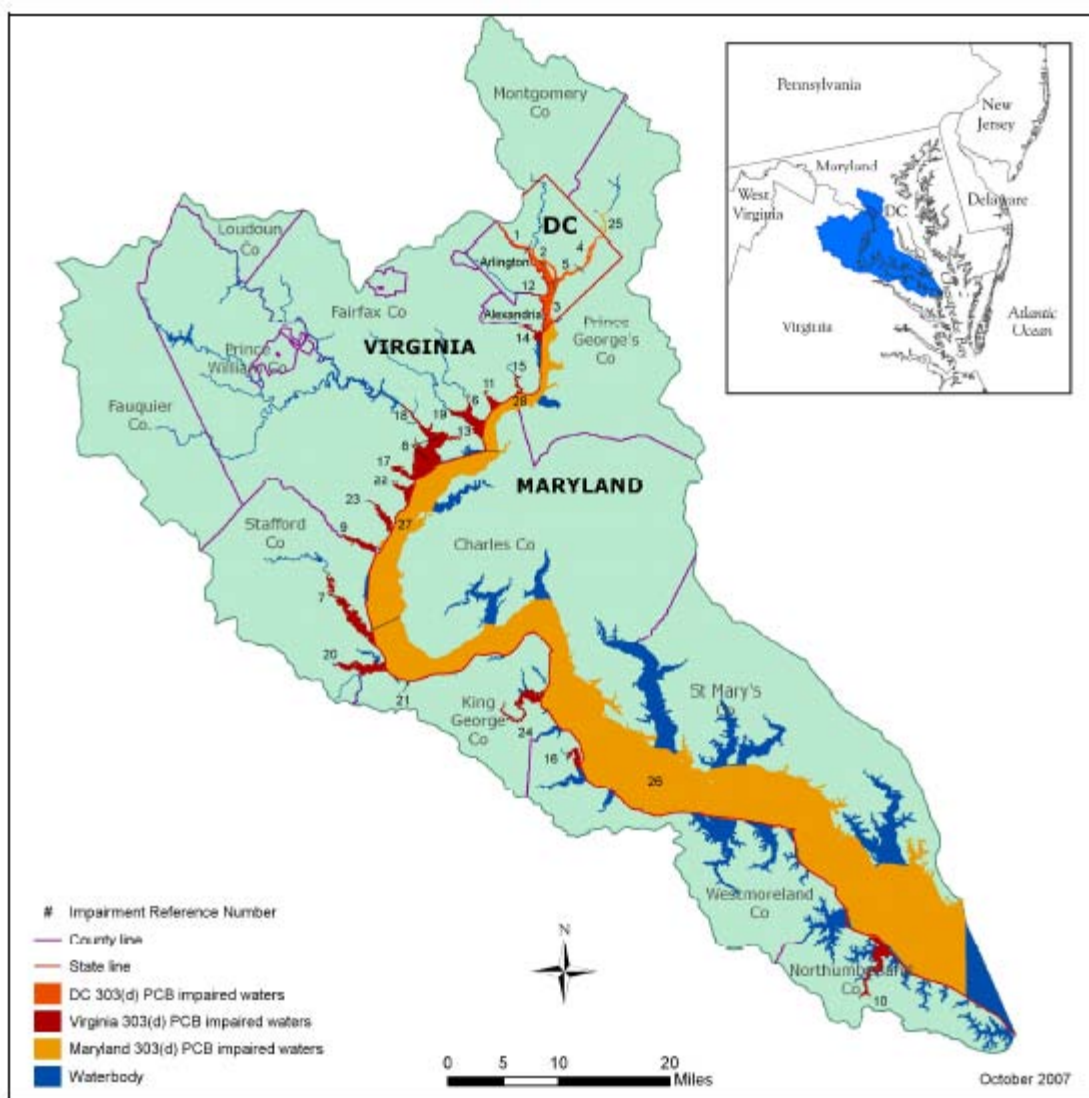 Montgomery
Co
Loudoun
Co
DC
25
1
2
4
5
Arlington
12
3
Alexandria
Fairfax Co
Prince
George's
Co
VIRGINIA
14
Prince
William Co
15
11
28
Fauquier
Co.
18
19
6
13
8
17
22
MARYLAND
23
27
9
Stafford
Co
Charles Co
7
20
21
King
George
Co
24
16
St Mary's
Co
26
Westmoreland
Co
Northumberland
Co
10
Pennsylvania
New
Jersey
Maryland
West
Virginia
DC
Delaware
Chesapeake Bay
Virginia
Atlantic
Ocean
# Impairment Reference Number
County line
State line
DC 303(d) PCB impaired waters
Virginia 303(d) PCB impaired waters
Maryland 303(d) PCB impaired waters
Waterbody
N
0 5 10 20
Miles
October 2007